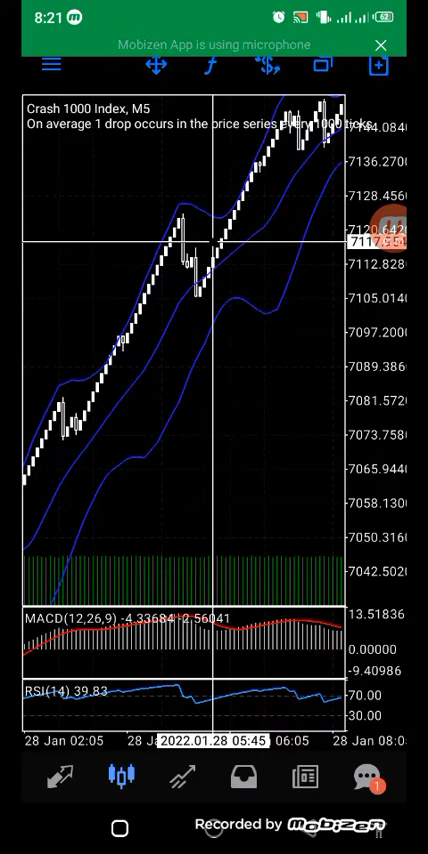 8:21
62
Mobizen App is using microphone
Crash 1000 Index, M5
On average 1 drop occurs in the price series every 1000 ticks
7144.0840
7136.2700
7128.4560
7120.6420
7112.8280
7105.0140
7097.2000
7089.3860
7081.5720
7073.7580
7065.9440
7058.1300
7050.3160
7042.5020
MACD(12,26,9) -4.33684 -2.56041
13.51836
0.00000
-9.40986
RSI(14) 39.83
70.00
30.00
28 Jan 02:05
28 Ja
2022.01.28 05:45
06:05
28 Jan 08:0
1
Recorded by mobizen